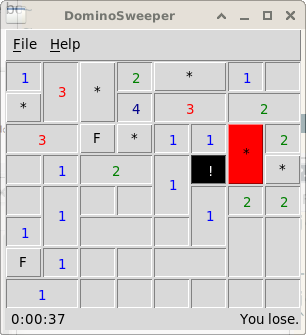 DominoSweeper
File Help
1 3 * 2 * 1
* 4 3 2
3 F * 1 1 * 2
1 2 1 ! *
1 1 2 2
1
F 1
1
0:00:37 You lose.